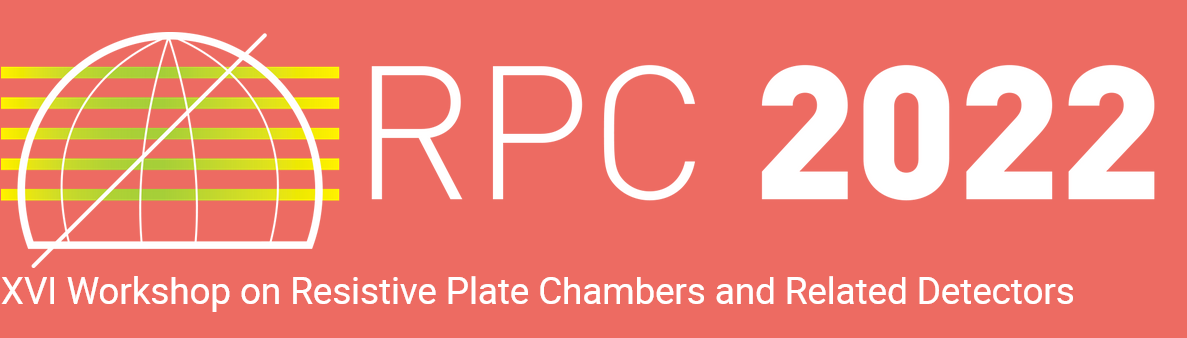 RPC 2022
XVI Workshop on Resistive Plate Chambers and Related Detectors